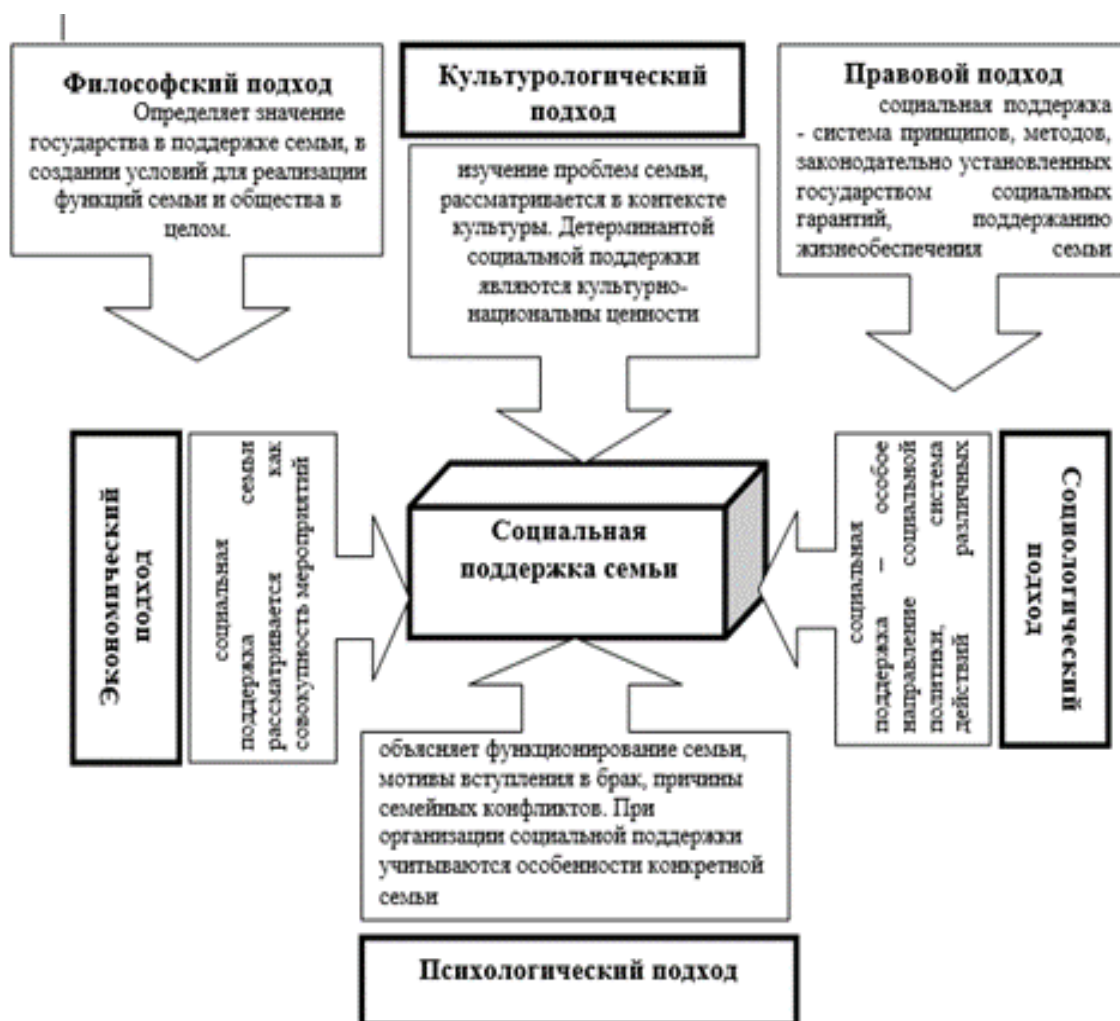 Философский подход
Определяет значение
государства в поддержке семьи, в
создании условий для реализации
функций семьи и общества в
целом.
Культурологический
подход
изучение проблем семьи,
рассматривается в контексте
культуры. Детерминантой
социальной поддержки
являются культурно-
национальны ценности
Правовой подход
социальная поддержка
- система принципов, методов,
законодательно установленных
государством социальных
гарантий, поддержанию
жизнеобеспечения семьи
Экономический
подход
социальная
поддержка семьи
рассматривается как
совокупность мероприятий
Социальная
поддержка семьи
социальная
поддержка – особое
направление социальной
политики, система
действий различных
Социологический
подход
объясняет функционирование семьи,
мотивы вступления в брак, причины
семейных конфликтов. При
организации социальной поддержки
учитываются особенности конкретной
семьи
Психологический подход